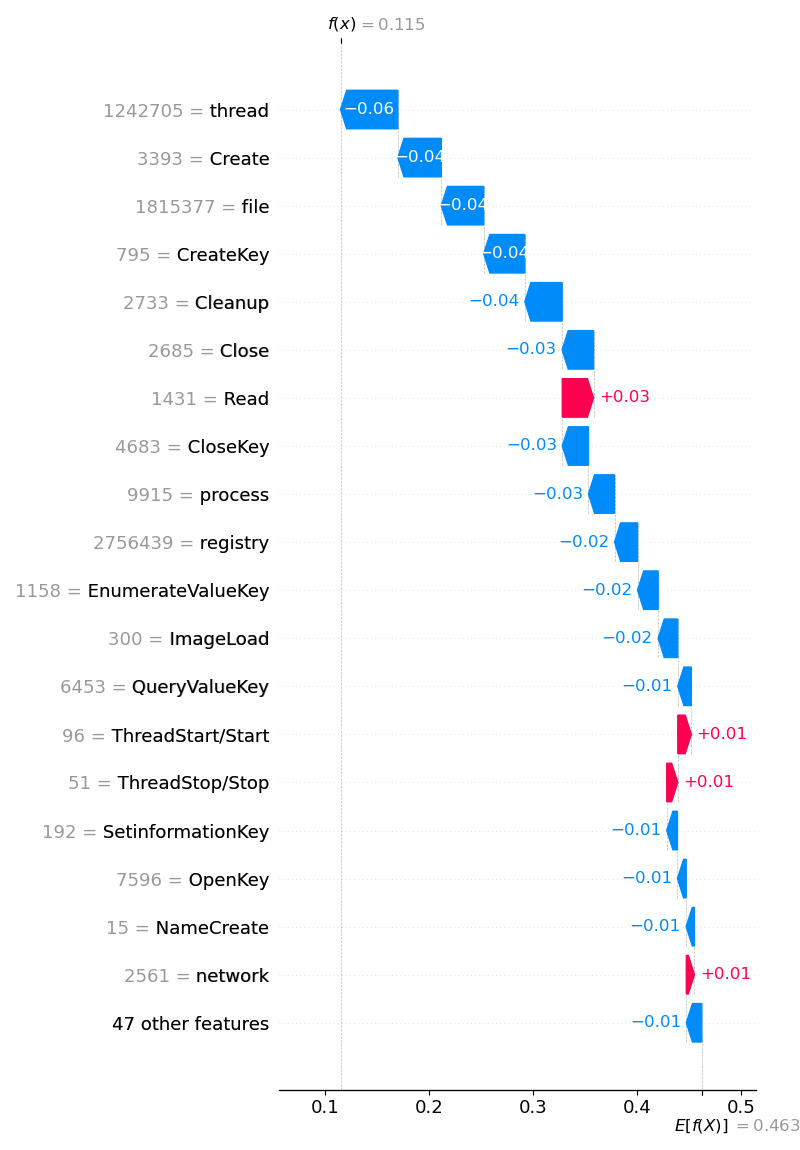 f(x) = 0.115
1242705 = thread −0.06
3393 = Create −0.04
1815377 = file −0.04
795 = CreateKey −0.04
2733 = Cleanup −0.04
2685 = Close −0.03
1431 = Read +0.03
4683 = CloseKey −0.03
9915 = process −0.03
2756439 = registry −0.02
1158 = EnumerateValueKey −0.02
300 = ImageLoad −0.02
6453 = QueryValueKey −0.01
96 = ThreadStart/Start +0.01
51 = ThreadStop/Stop +0.01
192 = SetinformationKey −0.01
7596 = OpenKey −0.01
15 = NameCreate −0.01
2561 = network +0.01
47 other features −0.01
0.1 0.2 0.3 0.4 0.5
E[f(X)] = 0.463